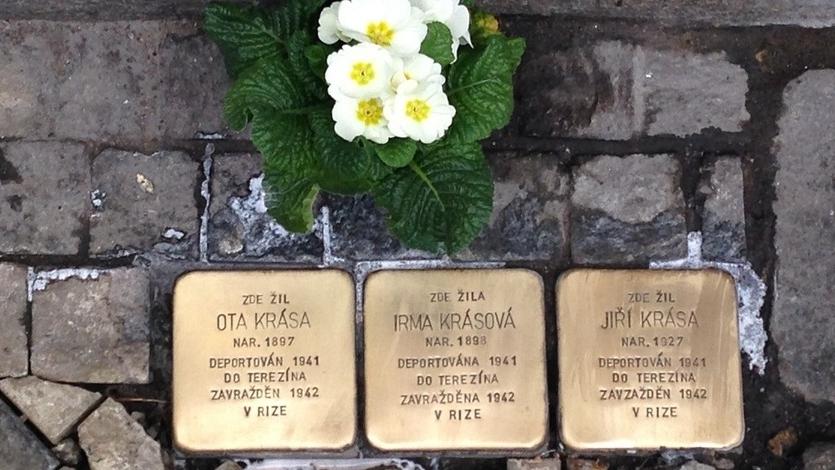 ZDE ŽIL
OTA KRÁSA
NAR. 1897
DEPORTOVÁN 1941
DO TEREZÍNA
ZAVRAŽDĚN 1942
V RIZE
ZDE ŽILA
IRMA KRÁSOVÁ
NAR. 1898
DEPORTOVÁNA 1941
DO TEREZÍNA
ZAVRAŽDĚNA 1942
V RIZE
ZDE ŽIL
JIŘÍ KRÁSA
NAR. 1927
DEPORTOVÁN 1941
DO TEREZÍNA
ZAVZAŽDĚN 1942
V RIZE